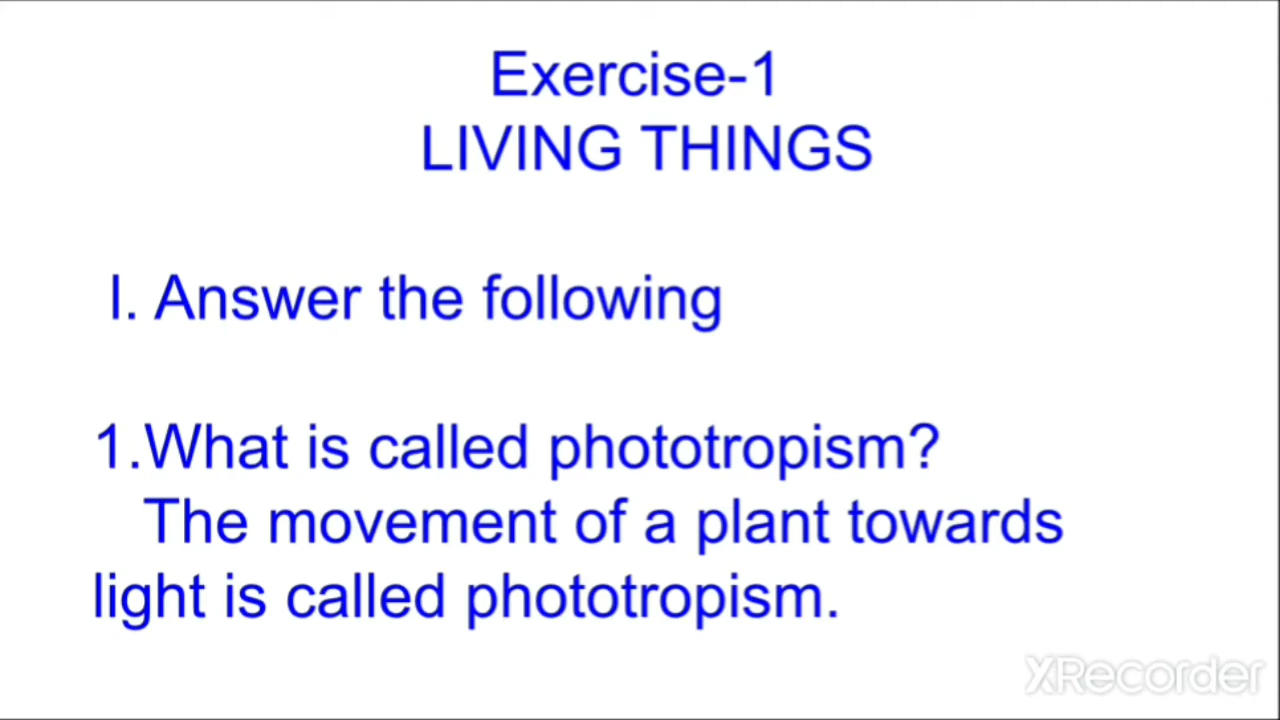 Exercise-1
LIVING THINGS
I. Answer the following
1.What is called phototropism?
The movement of a plant towards
light is called phototropism.
XRecorder